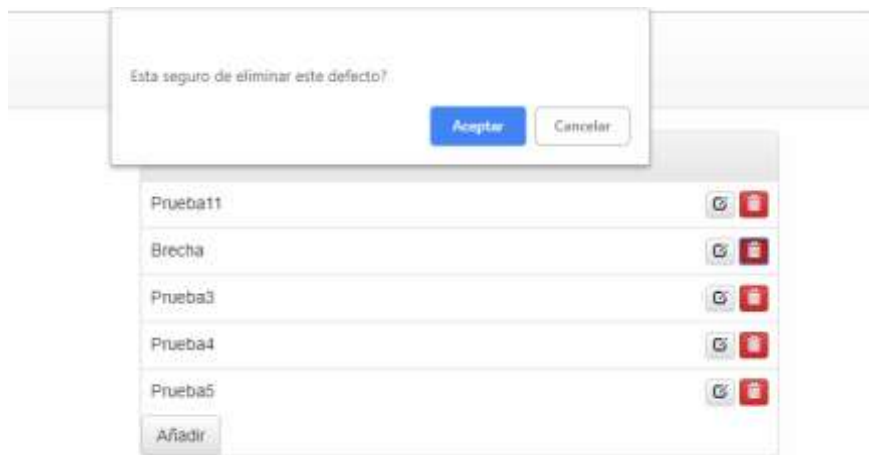 Esta seguro de eliminar este defecto?
Aceptar Cancelar
Prueba11
Brecha
Prueba3
Prueba4
Prueba5
Añadir